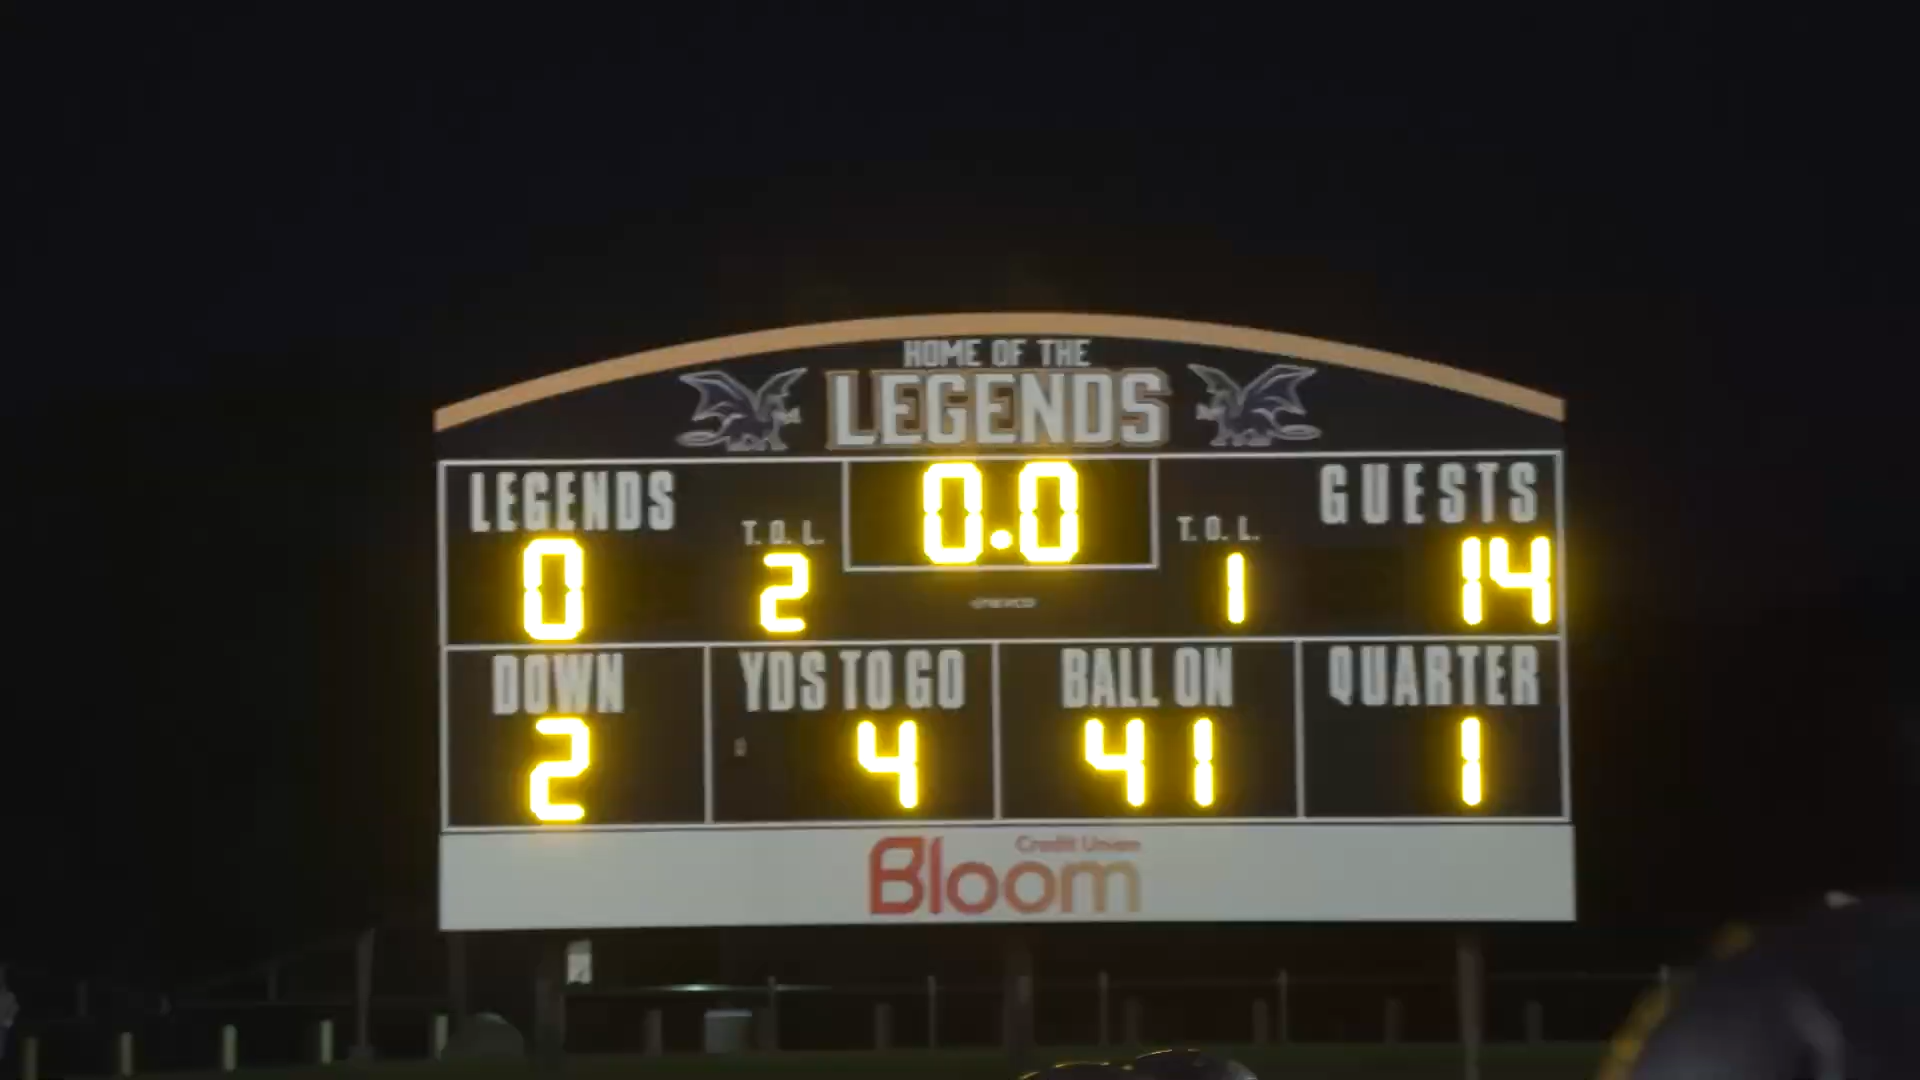 HOME OF THE
LEGENDS
LEGENDS
0
T.O.L.
2
0.0
T.O.L.
1
GUESTS
14
DOWN
2
YDS TO GO
4
BALL ON
41
QUARTER
1
Credit Union
Bloom